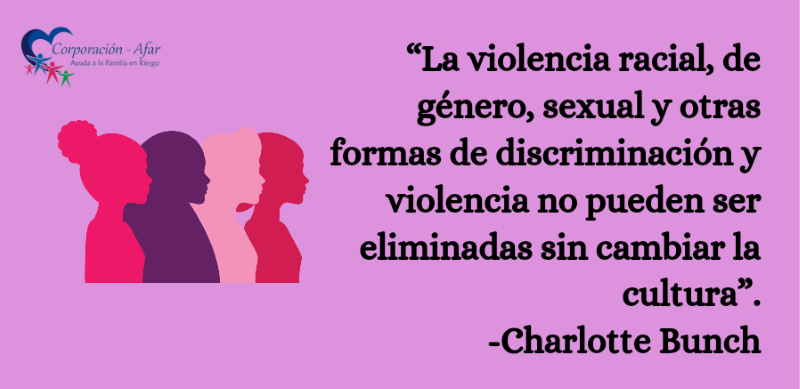 Corporación - Afar
Ayuda a la Familia en Riesgo
“La violencia racial, de
género, sexual y otras
formas de discriminación y
violencia no pueden ser
eliminadas sin cambiar la
cultura”.
-Charlotte Bunch